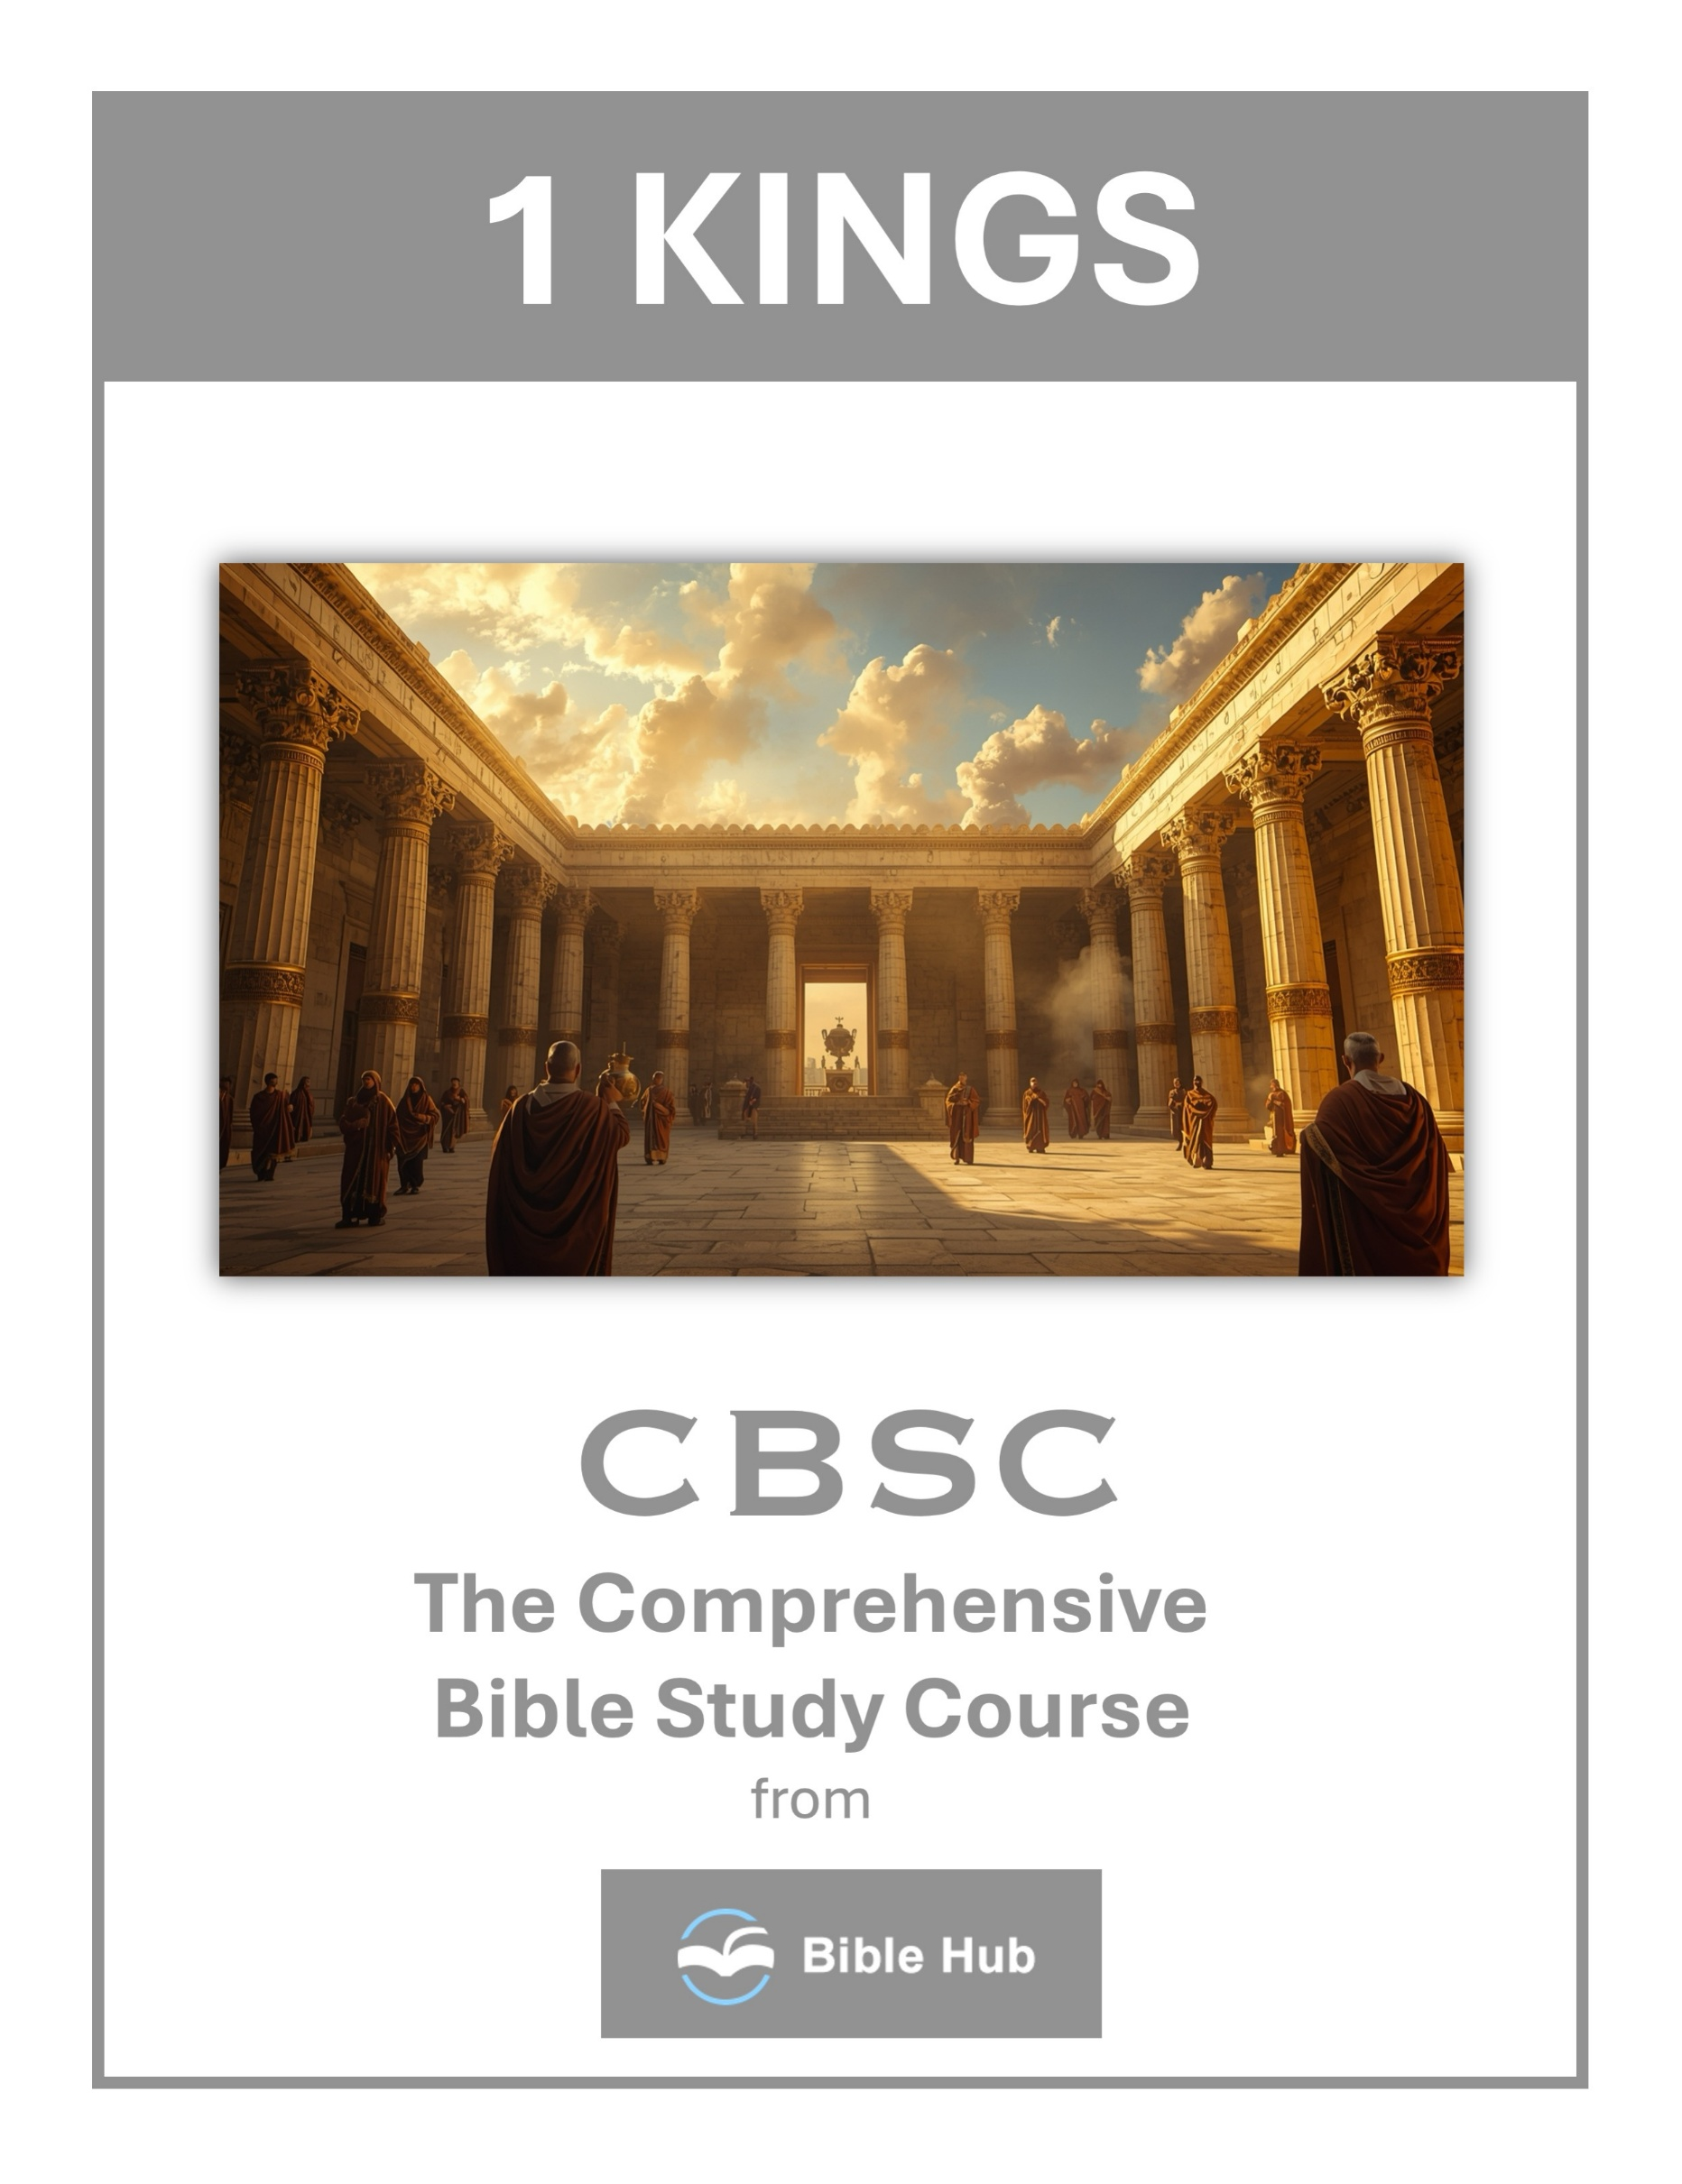 1 KINGS
CBSC
The Comprehensive
Bible Study Course
from
Bible Hub